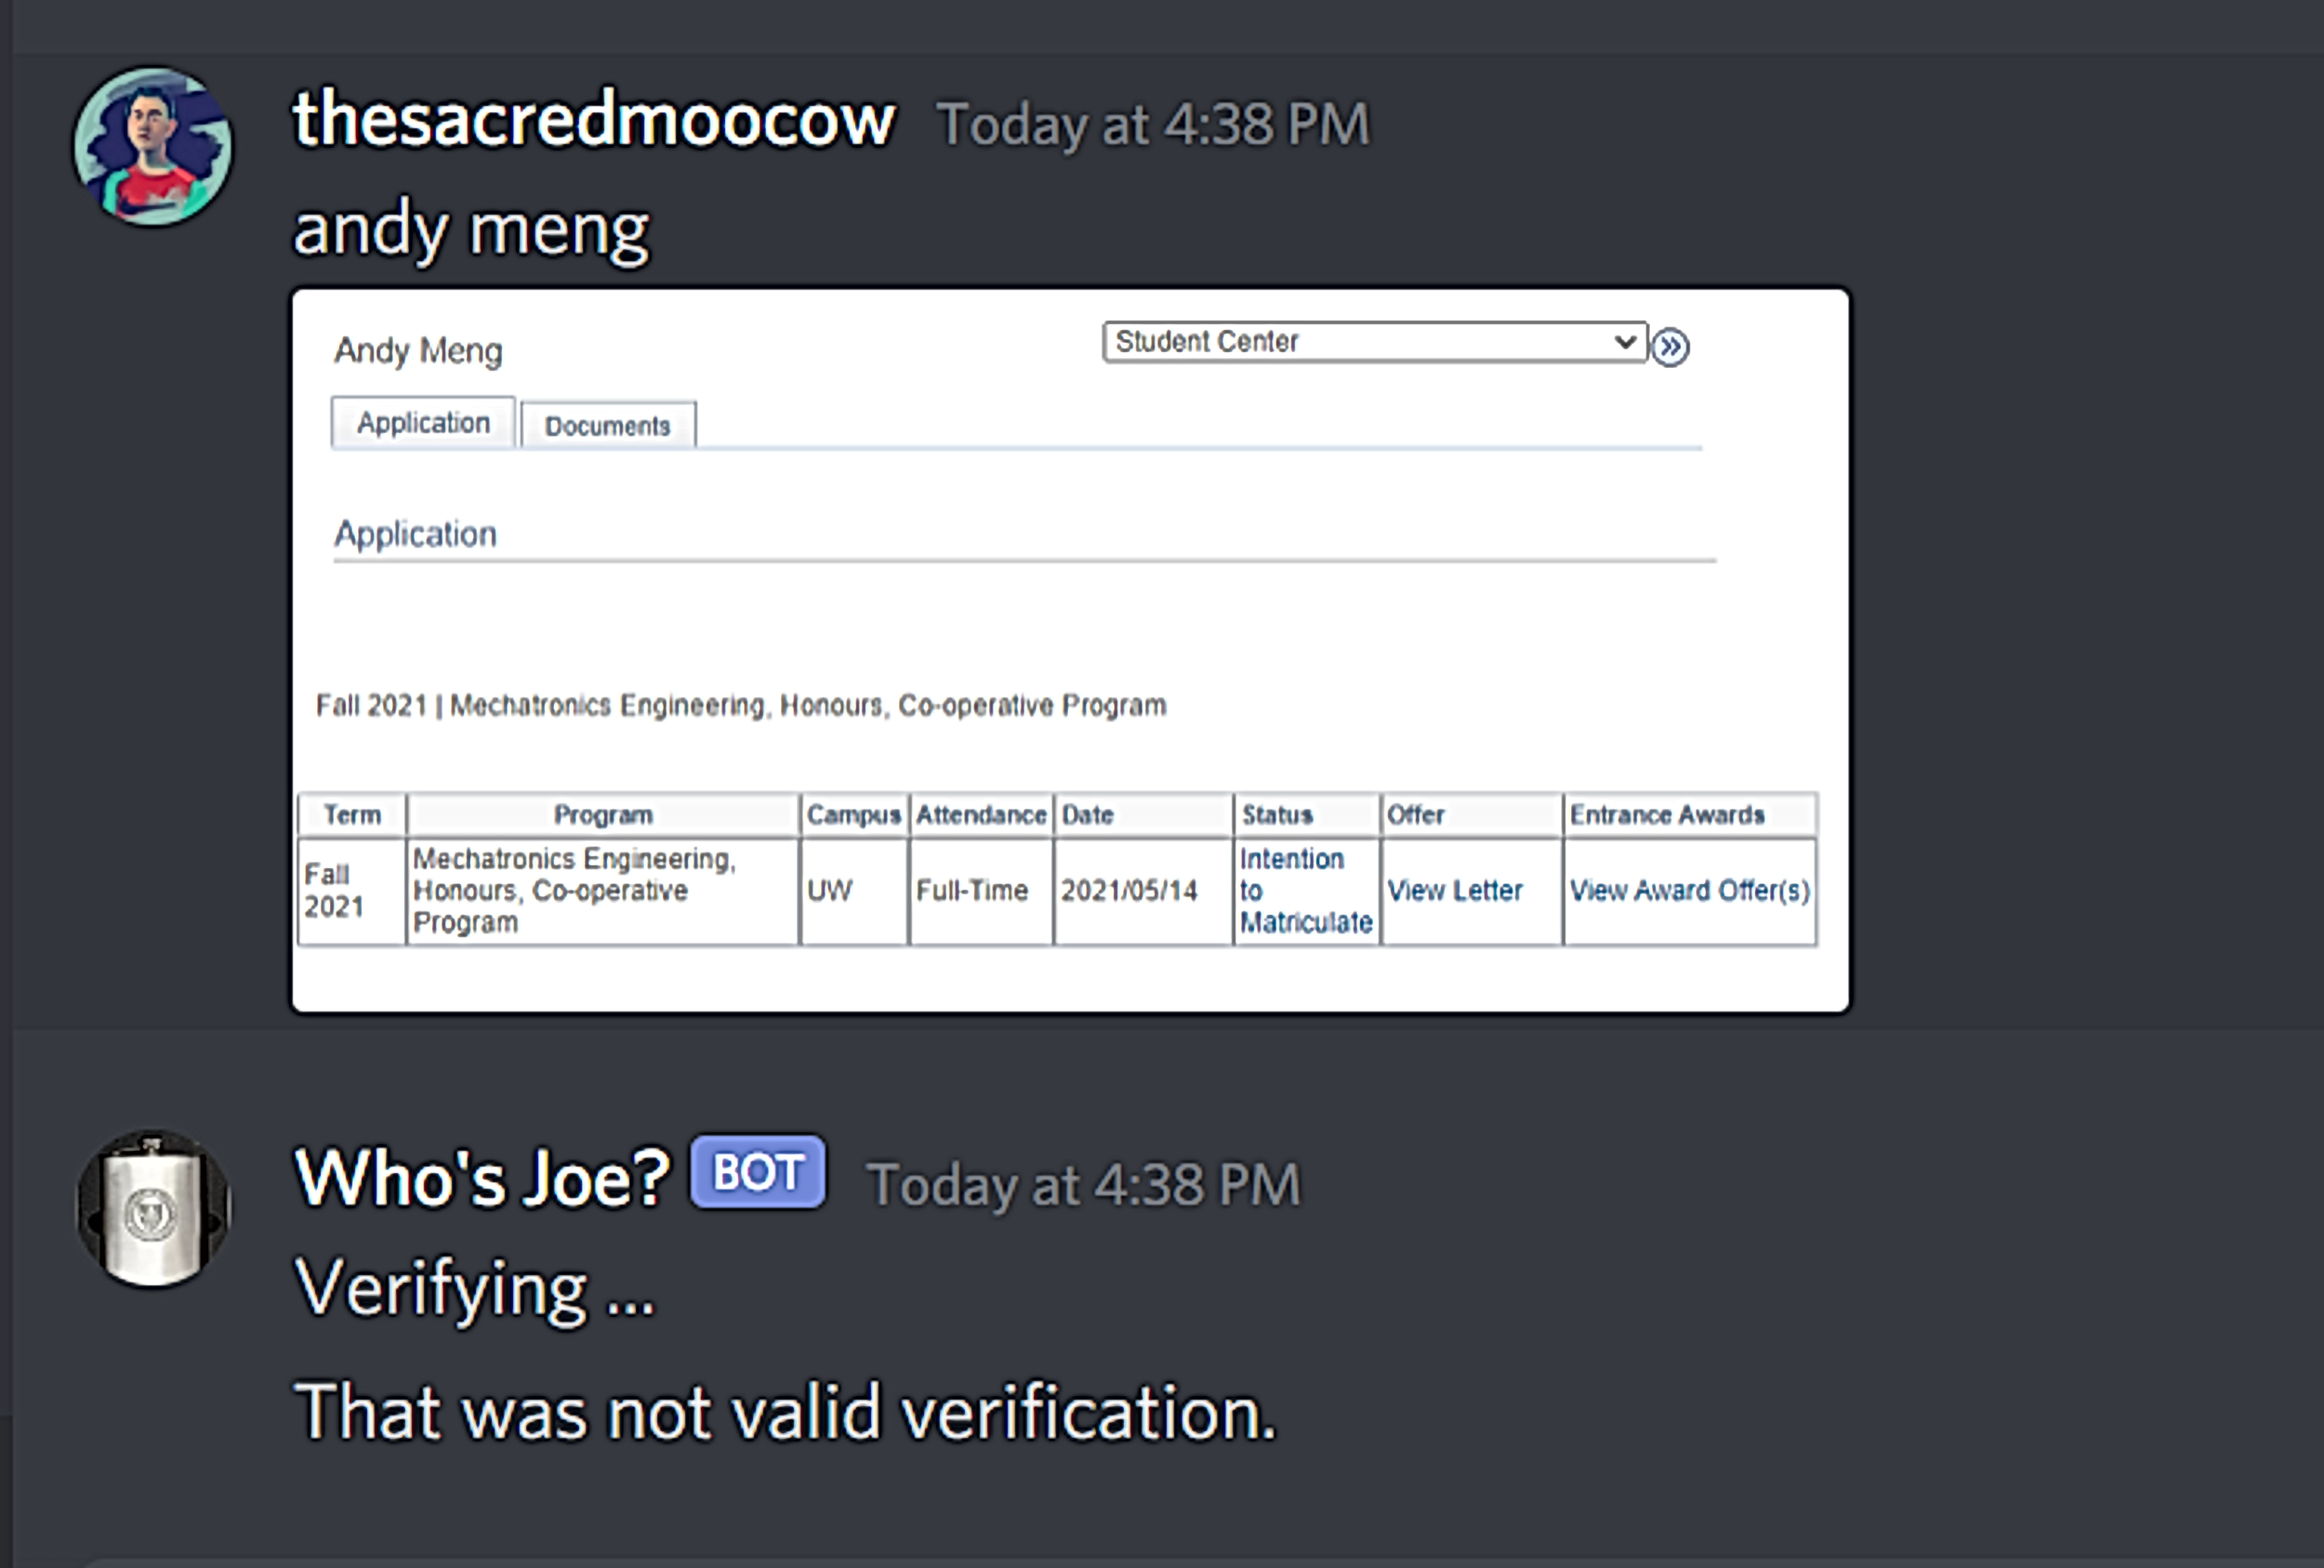 thesacredmoocow Today at 4:38 PM
andy meng
Andy Meng
Student Center
Application Documents
Application
Fall 2021 | Mechatronics Engineering, Honours, Co-operative Program
Term Program Campus Attendance Date Status Offer Entrance Awards
Fall 2021 Mechatronics Engineering, Honours, Co-operative Program UW Full-Time 2021/05/14 Intention to Matriculate View Letter View Award Offer(s)
Who's Joe? BOT Today at 4:38 PM
Verifying ...
That was not valid verification.